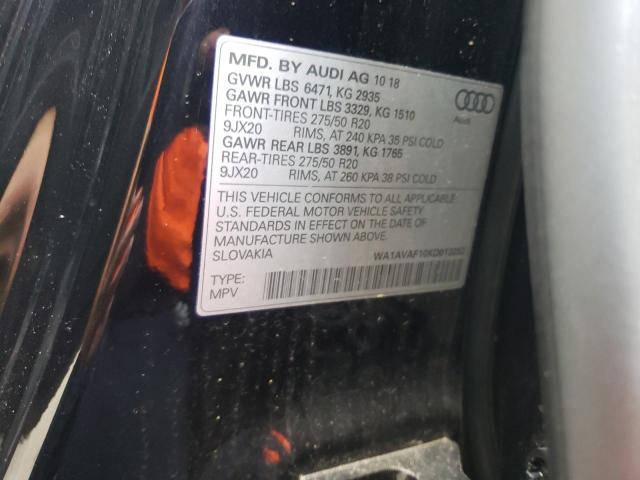 MFD. BY AUDI AG 10 18
GVWR LBS 6471, KG 2935
GAWR FRONT LBS 3329, KG 1510
FRONT-TIRES 275/50 R20
9JX20 RIMS, AT 240 KPA 35 PSI COLD
GAWR REAR LBS 3891, KG 1765
REAR-TIRES 275/50 R20
9JX20 RIMS, AT 260 KPA 38 PSI COLD
Audi
THIS VEHICLE CONFORMS TO ALL APPLICABLE
U.S. FEDERAL MOTOR VEHICLE SAFETY
STANDARDS IN EFFECT ON THE DATE OF
MANUFACTURE SHOWN ABOVE.
SLOVAKIA
TYPE:
MPV